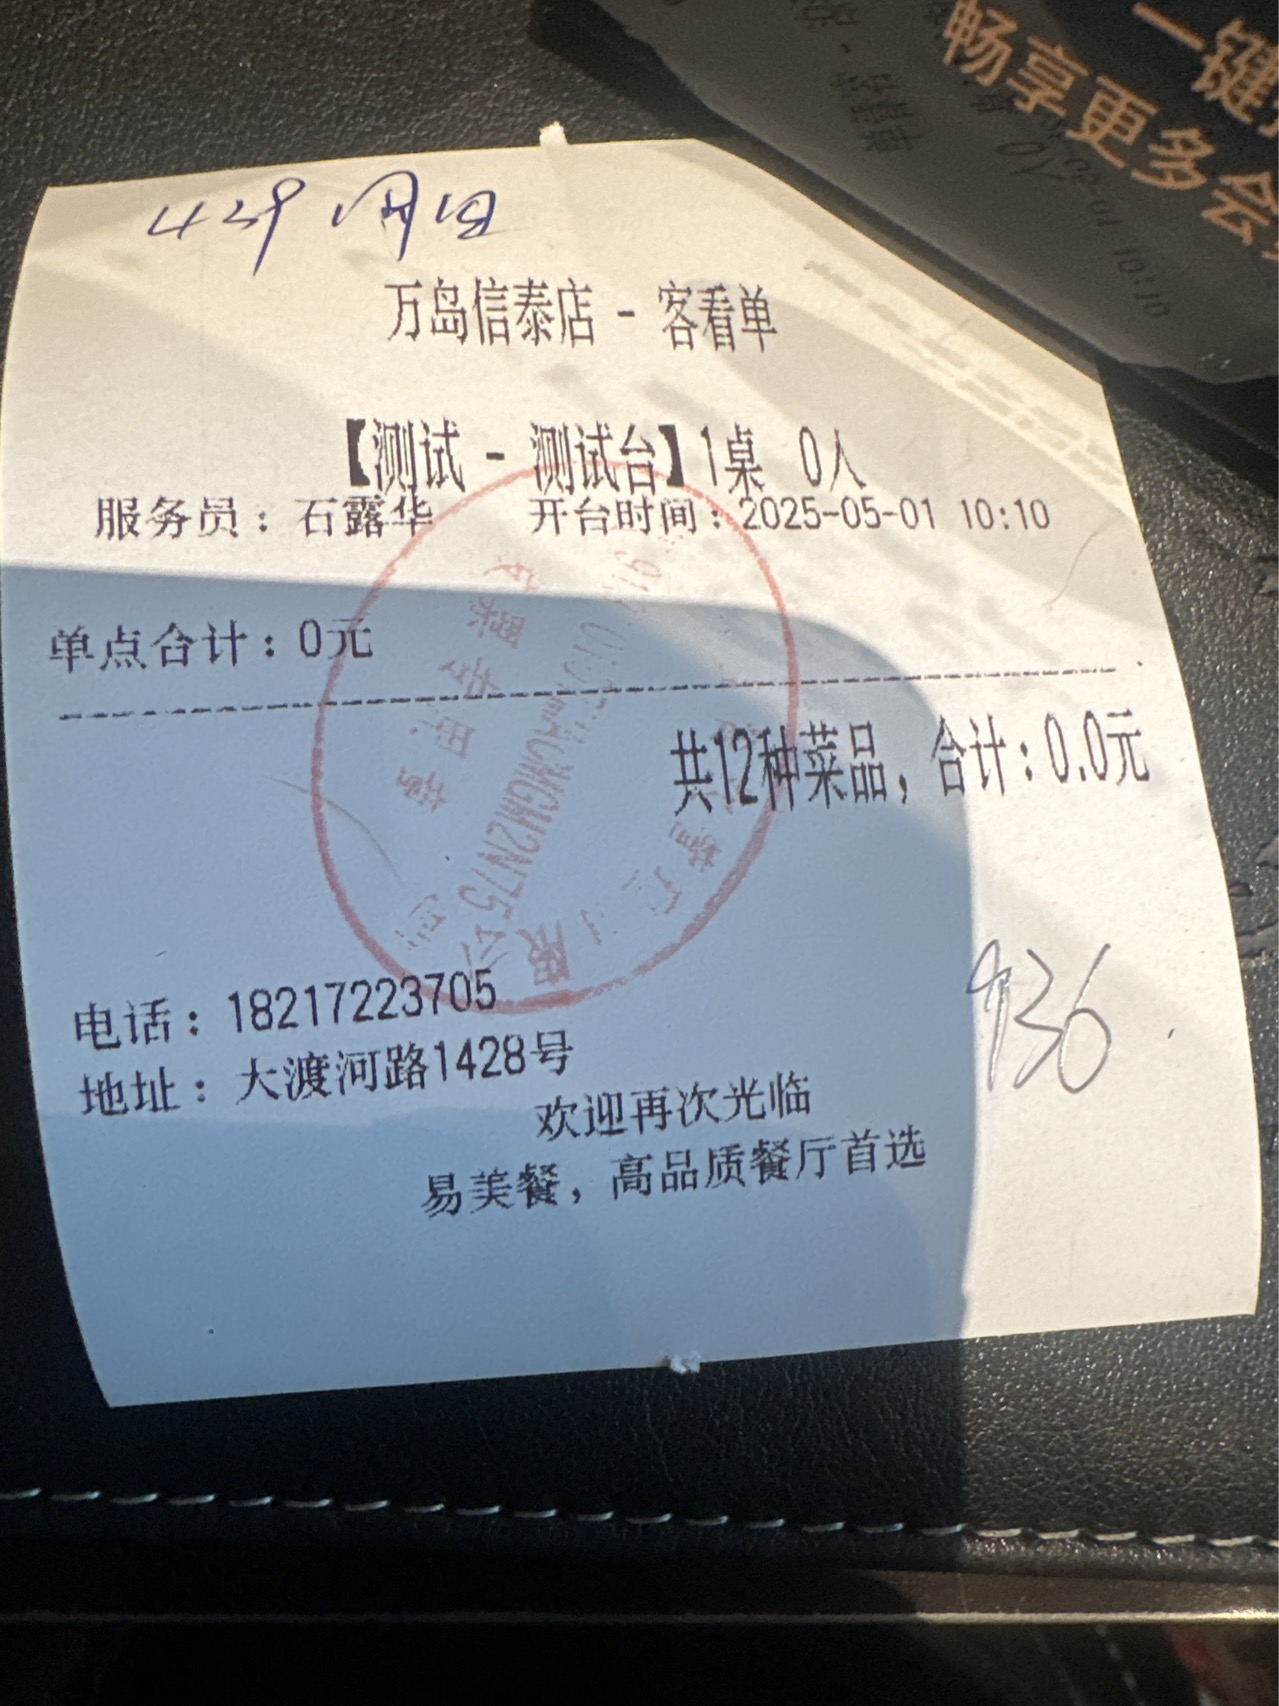 429
万岛信泰店 - 客看单
【测试 - 测试台】1桌 0人
服务员：石露华 开台时间：2025-05-01 10:10
单点合计：0元
共12种菜品，合计：0.0元
936
电话：18217223705
地址：大渡河路1428号
欢迎再次光临
易美餐，高品质餐厅首选
一键
畅享更多会